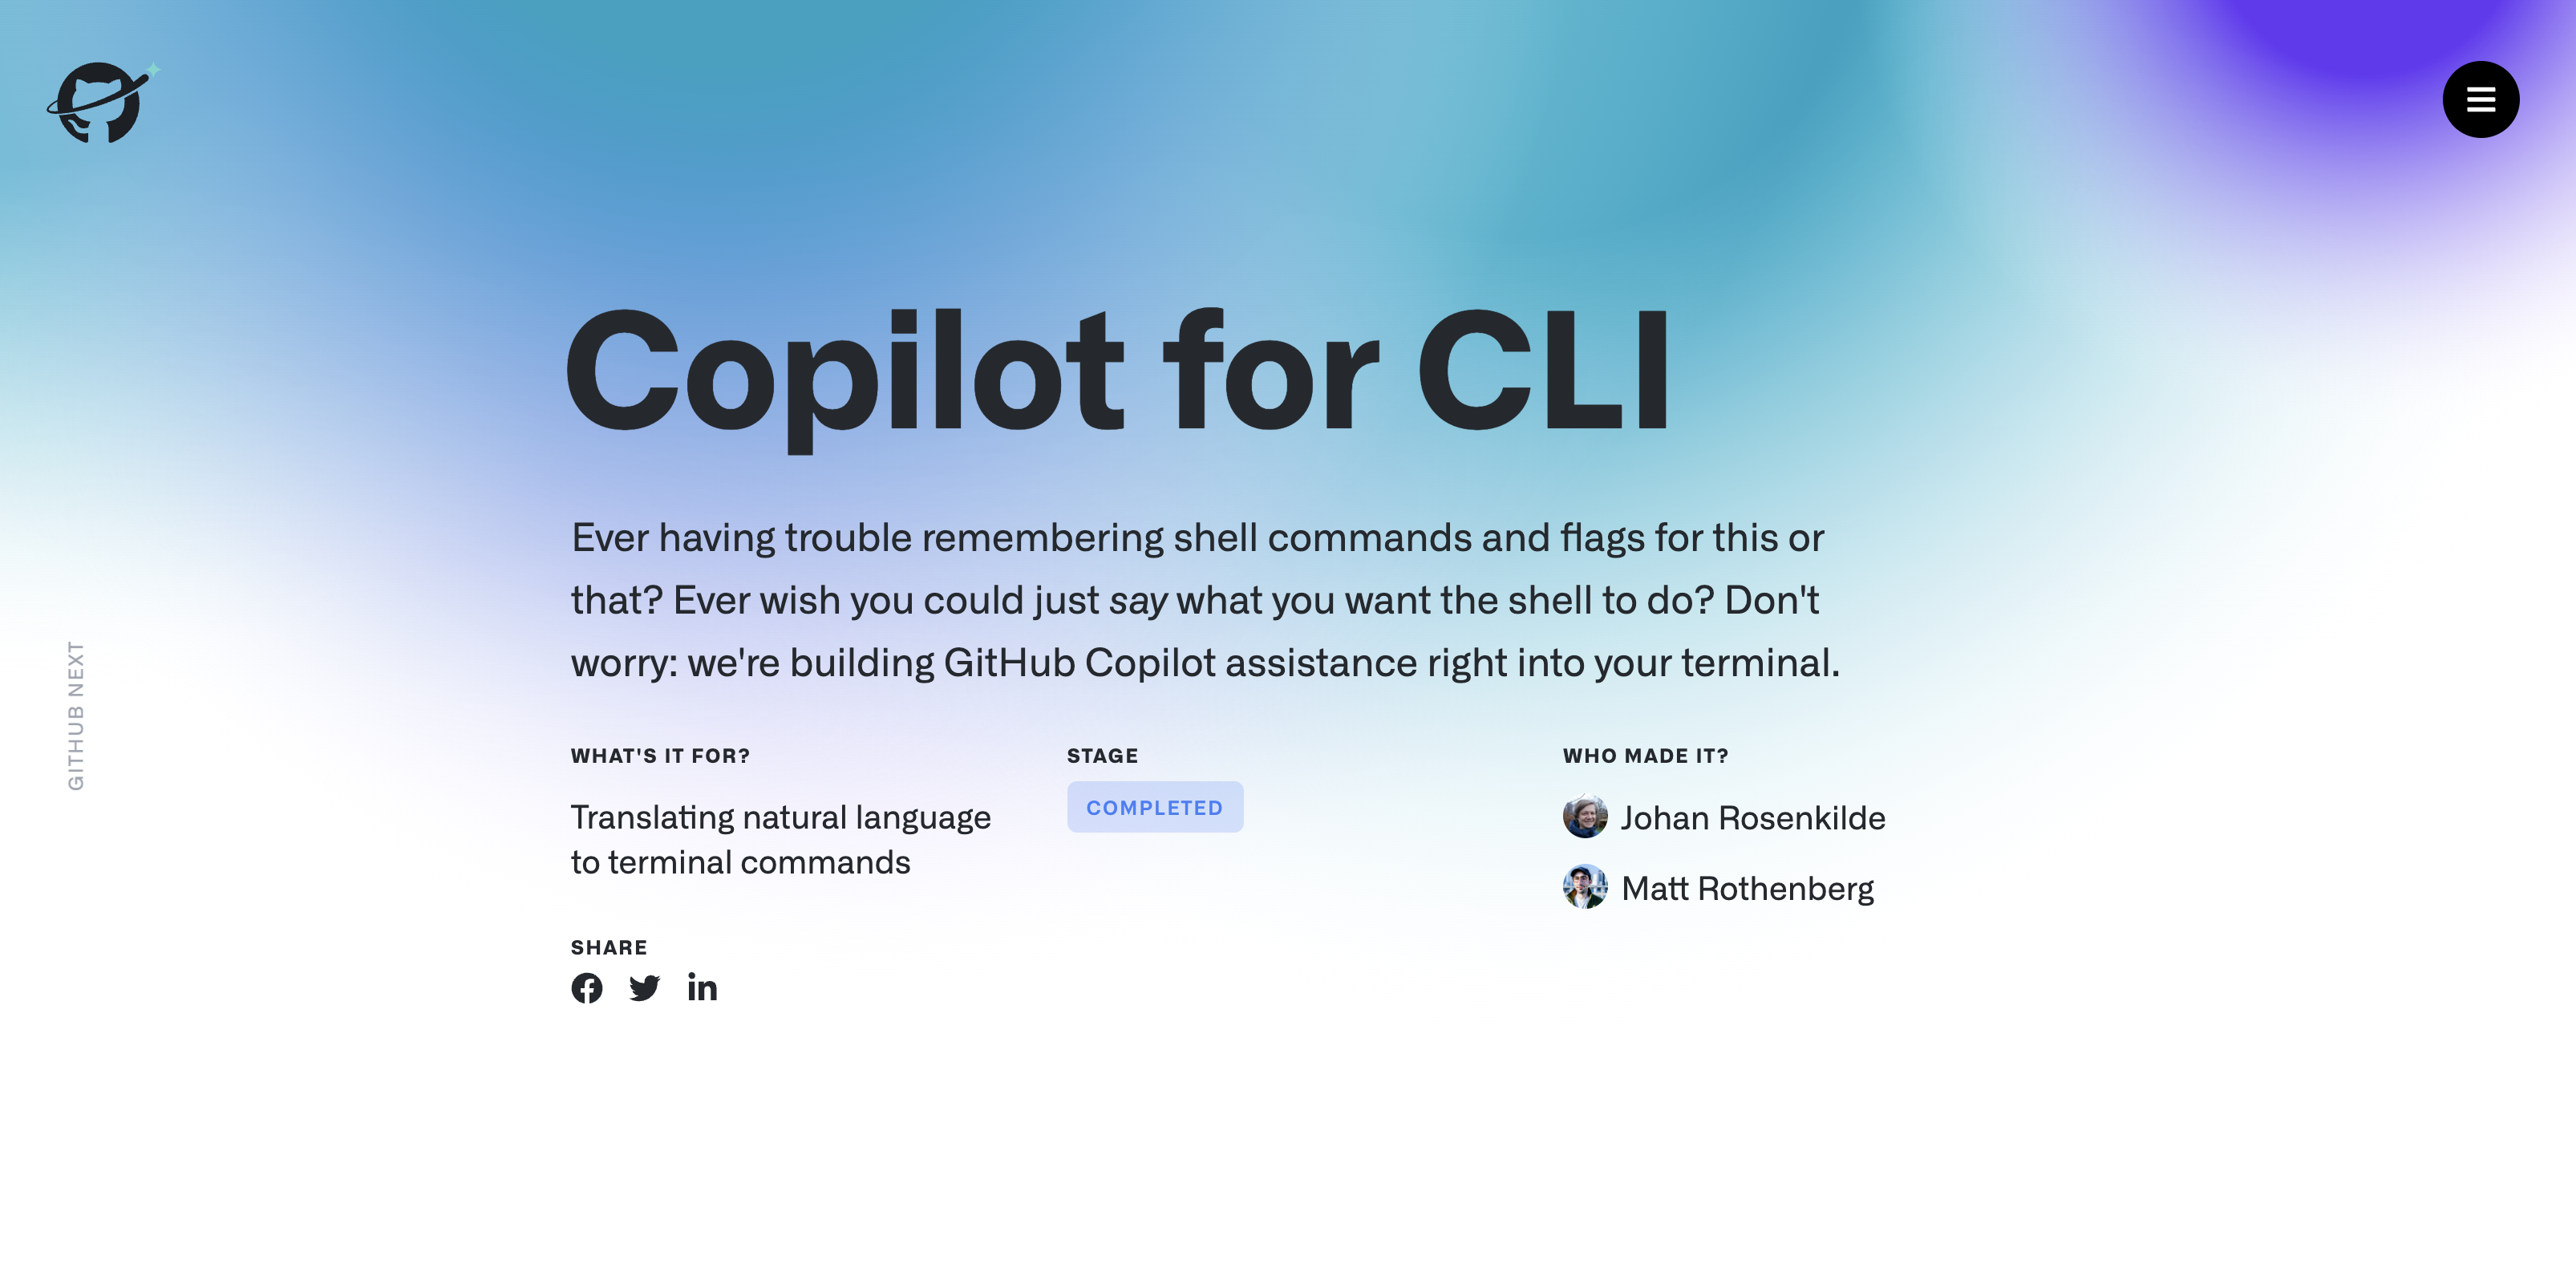 Copilot for CLI
Ever having trouble remembering shell commands and flags for this or
that? Ever wish you could just say what you want the shell to do? Don't
worry: we're building GitHub Copilot assistance right into your terminal.
GITHUB NEXT
WHAT'S IT FOR?
Translating natural language
to terminal commands
STAGE
COMPLETED
WHO MADE IT?
Johan Rosenkilde
Matt Rothenberg
SHARE